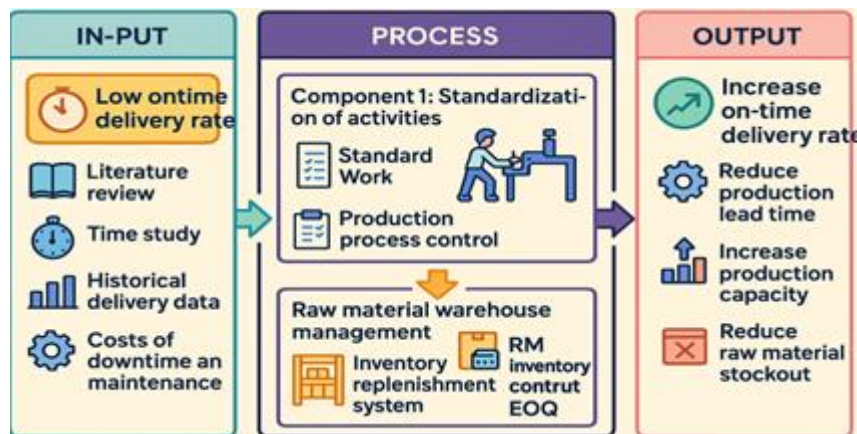 IN-PUT
Low ontime
delivery rate
Literature
review
Time study
Historical
delivery data
Costs of
downtime an
maintenance
PROCESS
Component 1: Standardizati-
on of activities
Standard
Work
Production
process control
Raw material warehouse
management
Inventory
replenishment
system
RM
inventory
contrut
EOQ
OUTPUT
Increase
on-time
delivery rate
Reduce
production
lead time
Increase
production
capacity
Reduce
raw material
stockout